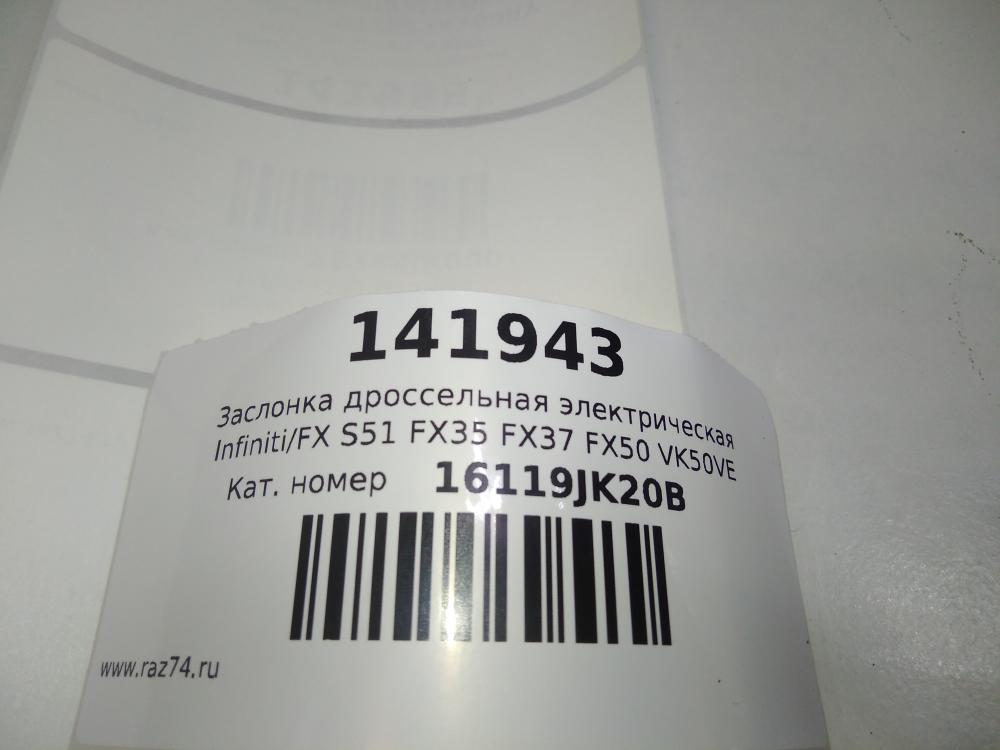 141943
Заслонка дроссельная электрическая
Infiniti/FX S51 FX35 FX37 FX50 VK50VE
Кат. номер 16119JK20B
www.raz74.ru